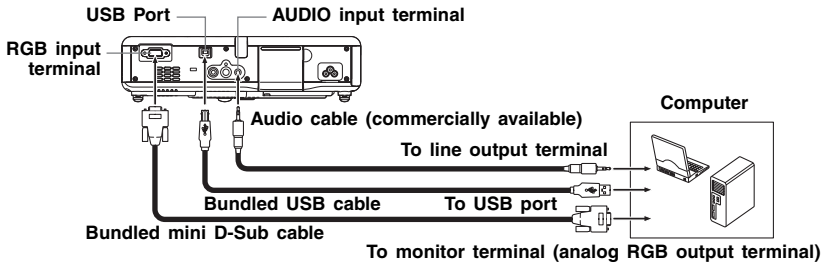 USB Port
AUDIO input terminal
RGB input
terminal
Audio cable (commercially available)
Computer
To line output terminal
Bundled USB cable
To USB port
Bundled mini D-Sub cable
To monitor terminal (analog RGB output terminal)